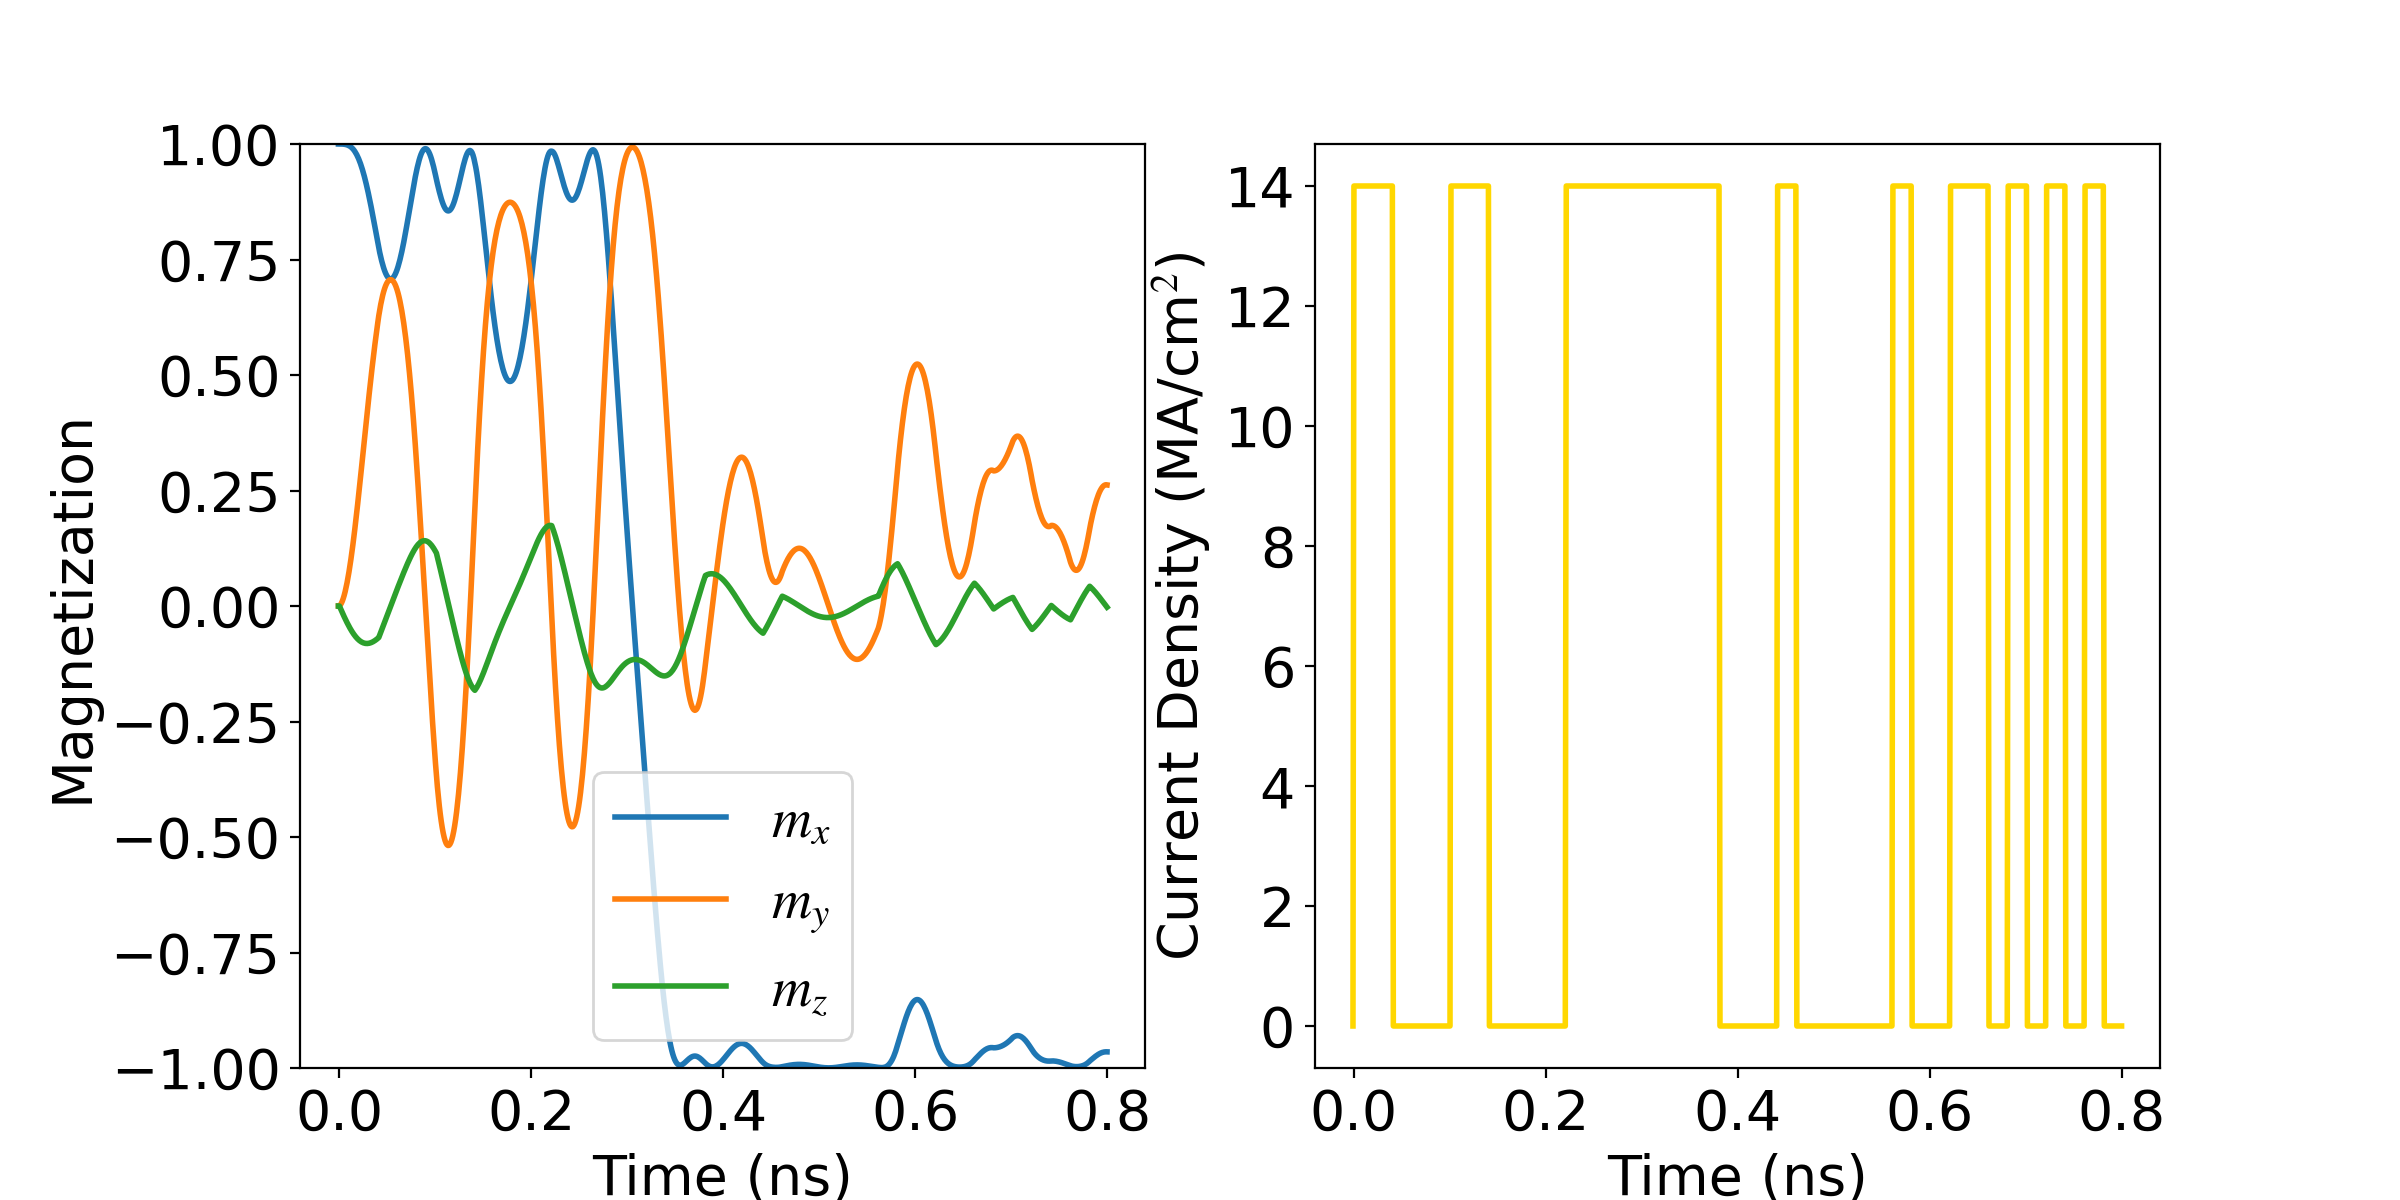 1.00
0.75
0.50
0.25
0.00
−0.25
−0.50
−0.75
−1.00
Magnetization
0.0 0.2 0.4 0.6 0.8
Time (ns)
m_x
m_y
m_z
14
12
10
8
6
4
2
0
Current Density (MA/cm²)
0.0 0.2 0.4 0.6 0.8
Time (ns)